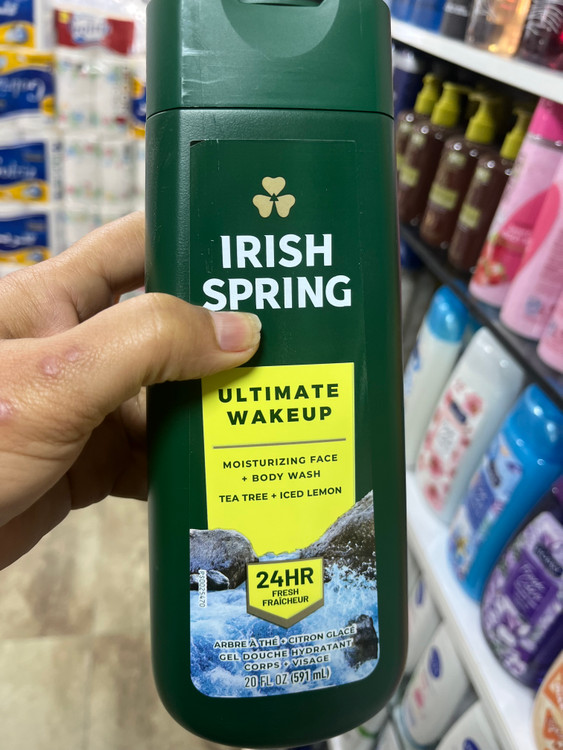 IRISH
SPRING
ULTIMATE
WAKEUP
MOISTURIZING FACE
+ BODY WASH
TEA TREE + ICED LEMON
24HR
FRESH
FRAÎCHEUR
ARBRE À THÉ + CITRON GLACÉ
GEL DOUCHE HYDRATANT
CORPS + VISAGE
20 FL OZ (591 mL)